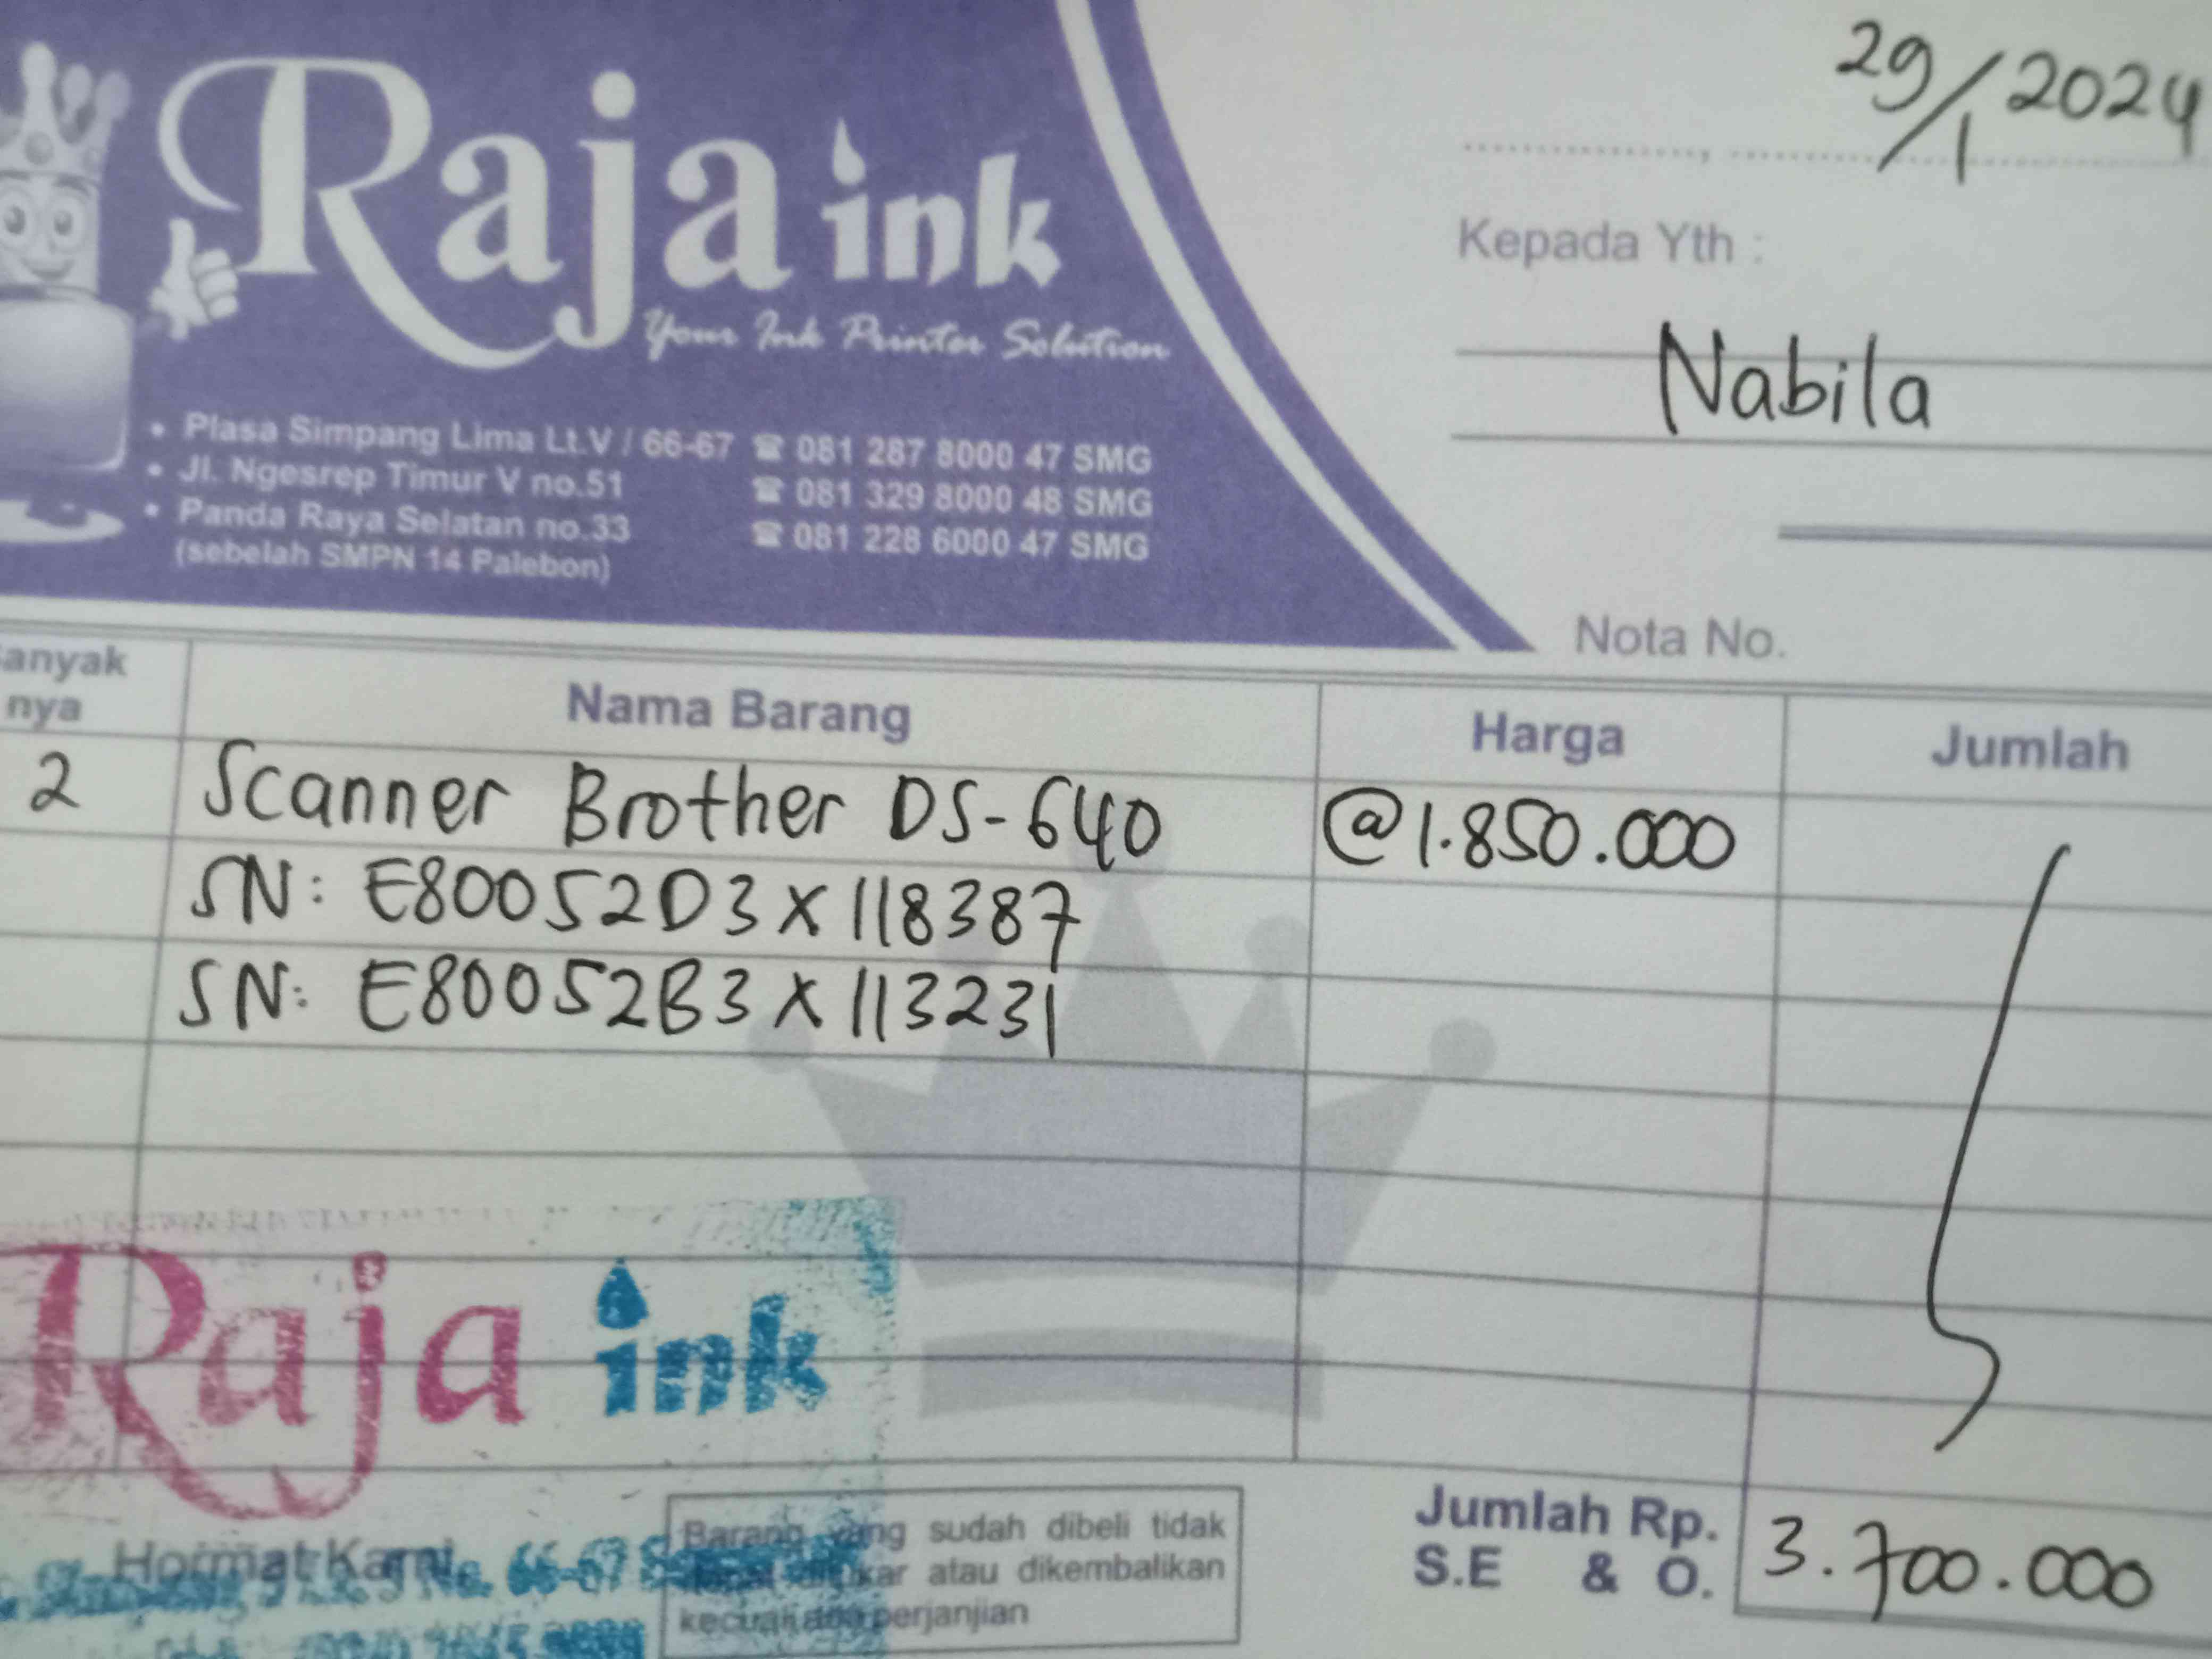 29/1 2024
Raja ink
Your Ink Printer Solution
Kepada Yth :
Nabila
• Plasa Simpang Lima Lt.V / 66-67 ☎ 081 287 8000 47 SMG
• Jl. Ngesrep Timur V no.51 ☎ 081 329 8000 48 SMG
• Panda Raya Selatan no.33 ☎ 081 228 6000 47 SMG
(sebelah SMPN 14 Palebon)
Nota No.
anyak nya Nama Barang Harga Jumlah
2 Scanner Brother DS-640 @1.850.000
SN: E80052D3X118387
SN: E80052B3X113231
Raja ink
Hormat Kami,
No. 66-67
Barang yang sudah dibeli tidak
atau dikembalikan
kecuali ada perjanjian
Jumlah Rp. 3.700.000
S.E & O.